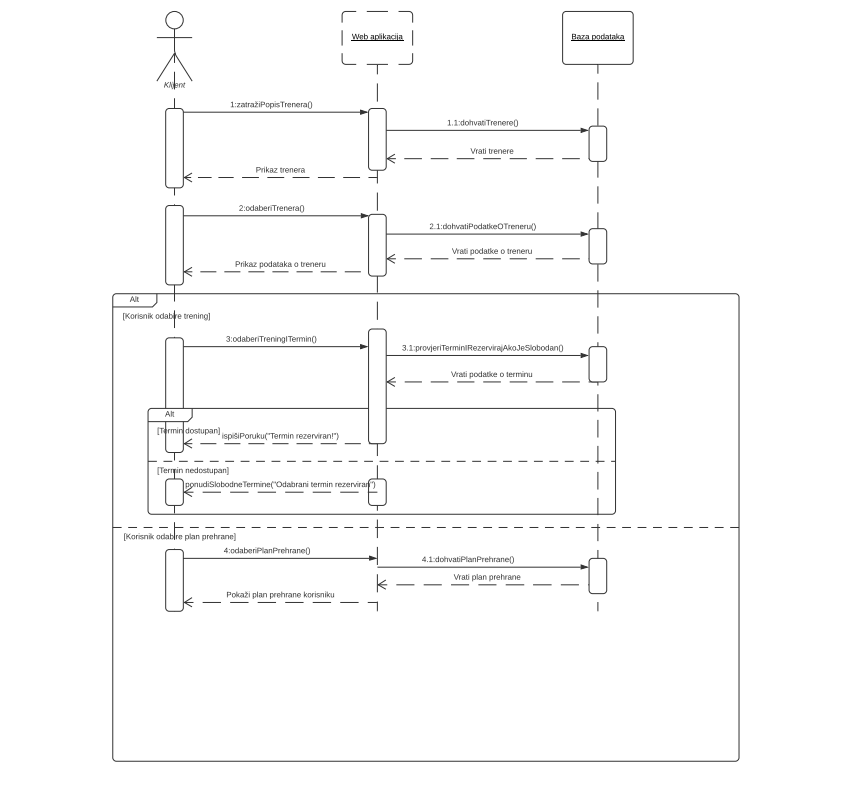 Web aplikacija
Baza podataka
Klijent
1:zatražiPopisTrenera()
1.1:dohvatiTrenere()
Vrati trenere
Prikaz trenera
2:odaberiTrenera()
2.1:dohvatiPodatkeOTreneru()
Vrati podatke o treneru
Prikaz podataka o treneru
Alt
[Korisnik odabire trening]
3:odaberiTreningITermin()
3.1:provjeriTerminIRezervirajAkoJeSlobodan()
Vrati podatke o terminu
Alt
[Termin dostupan]
ispišiPoruku("Termin rezerviran!")
[Termin nedostupan]
ponudiSlobodneTermine("Odabrani termin rezerviran")
[Korisnik odabire plan prehrane]
4:odaberiPlanPrehrane()
4.1:dohvatiPlanPrehrane()
Vrati plan prehrane
Pokaži plan prehrane korisniku